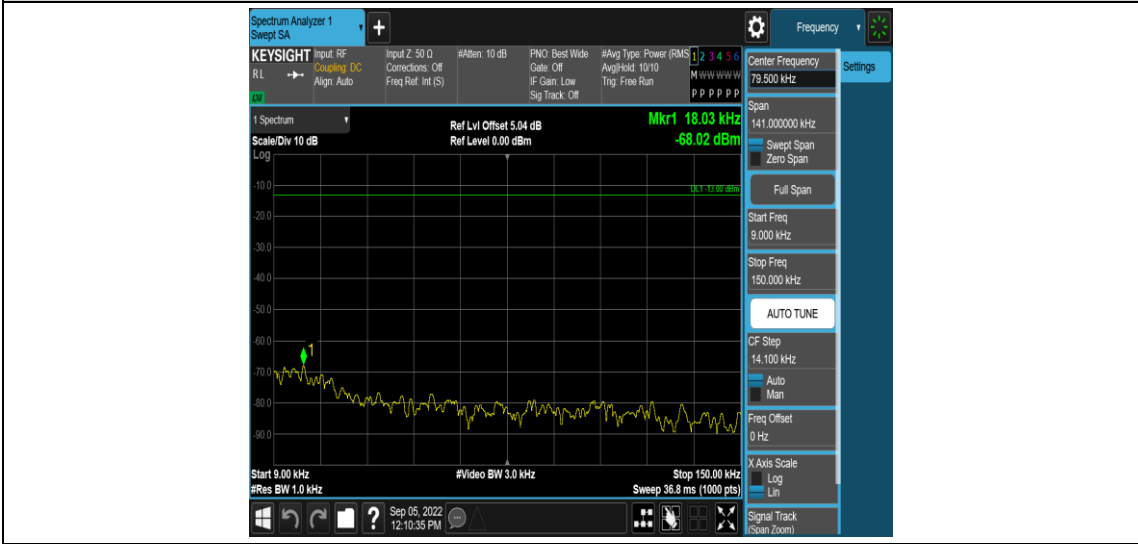 Spectrum Analyzer 1
Swept SA
+
Frequency
KEYSIGHT
RL
LM
Input: RF
Coupling: DC
Align: Auto
Input Z: 50 Ω
Corrections: Off
Freq Ref: Int (S)
#Atten: 10 dB
PNO: Best Wide
Gate: Off
IF Gain: Low
Sig Track: Off
#Avg Type: Power (RMS
Avg|Hold: 10/10
Trig: Free Run
1 2 3 4 5 6
M W W W W W
P P P P P P
1 Spectrum
Scale/Div 10 dB
Ref Lvl Offset 5.04 dB
Ref Level 0.00 dBm
Mkr1 18.03 kHz
-68.02 dBm
Log
DL1 -13.00 dBm
-10.0
-20.0
-30.0
-40.0
-50.0
-60.0
-70.0
-80.0
-90.0
1
Start 9.00 kHz
#Res BW 1.0 kHz
#Video BW 3.0 kHz
Stop 150.00 kHz
Sweep 36.8 ms (1000 pts)
Center Frequency
79.500 kHz
Settings
Span
141.000000 kHz
Swept Span
Zero Span
Full Span
Start Freq
9.000 kHz
Stop Freq
150.000 kHz
AUTO TUNE
CF Step
14.100 kHz
Auto
Man
Freq Offset
0 Hz
X Axis Scale
Log
Lin
Signal Track
(Span Zoom)
?
Sep 05, 2022
12:10:35 PM